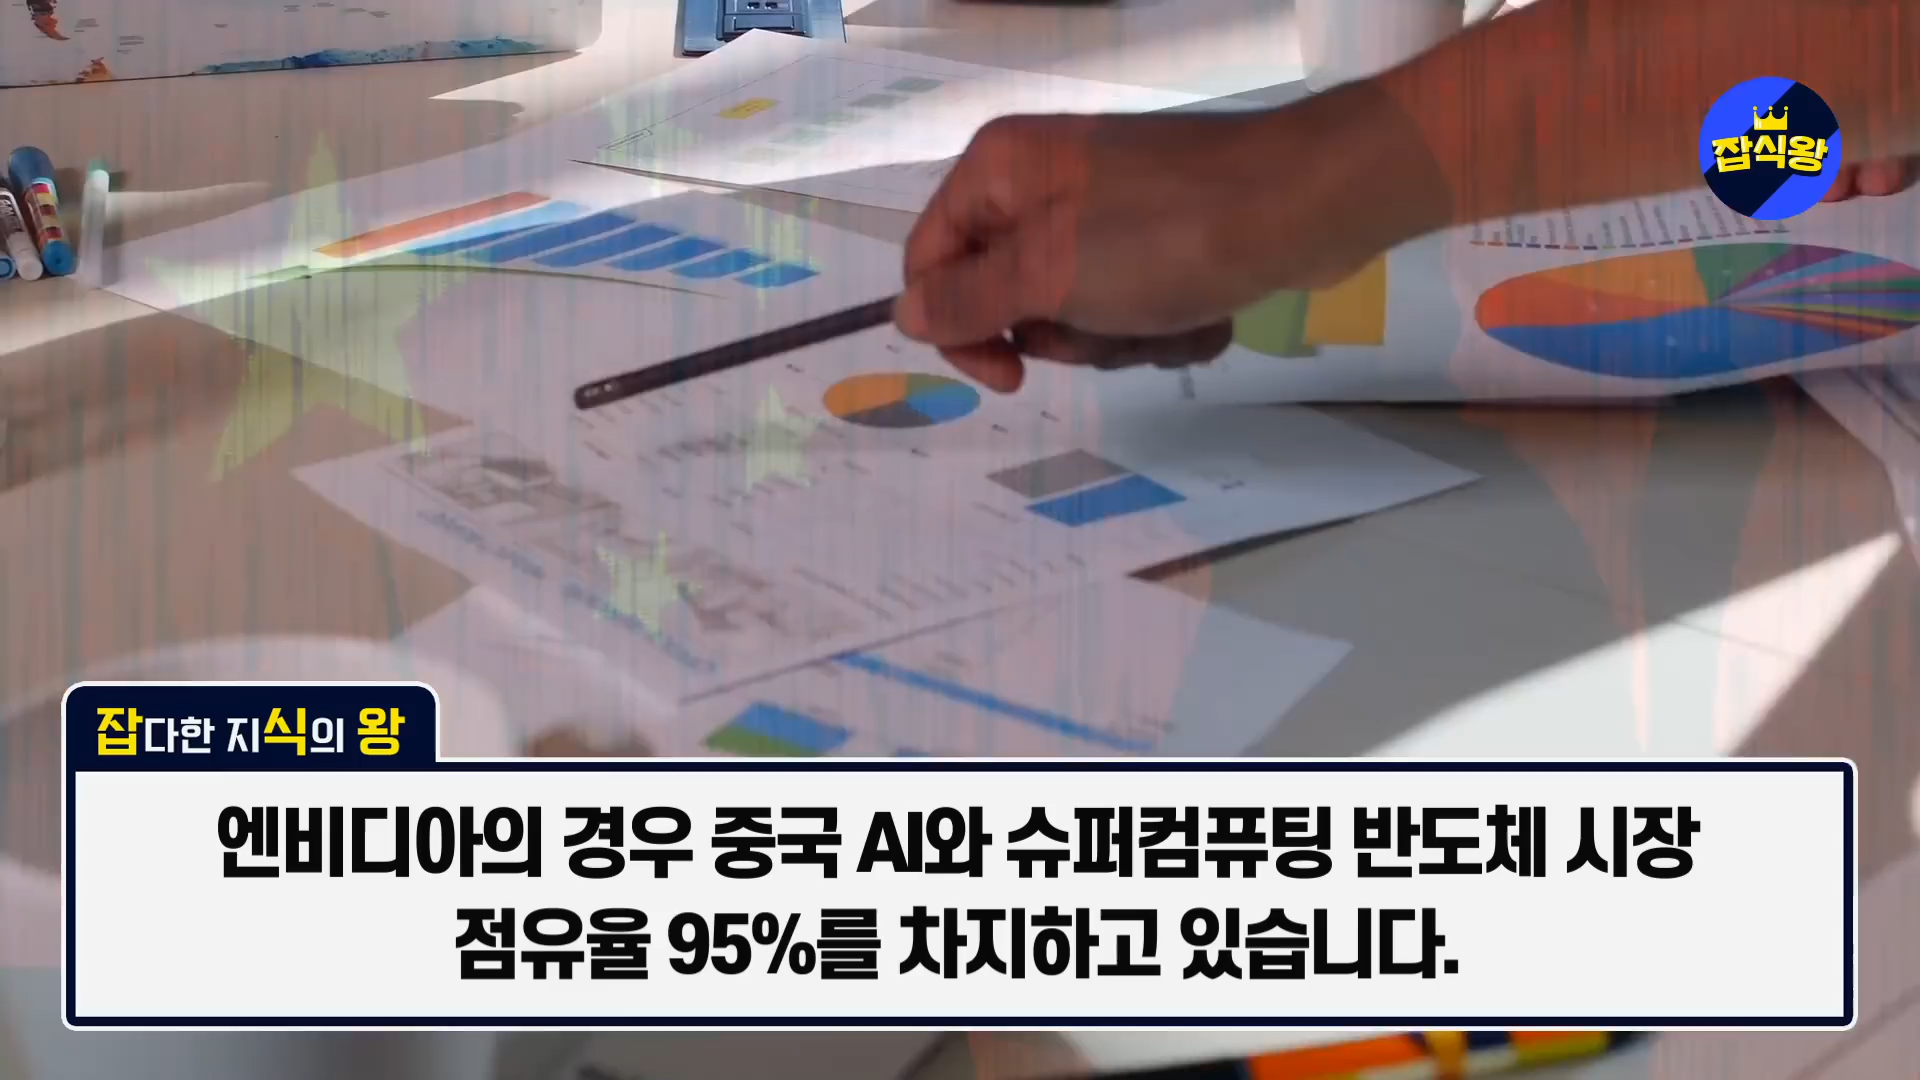 잡식왕
잡다한 지식의 왕
엔비디아의 경우 중국 AI와 슈퍼컴퓨팅 반도체 시장
점유율 95%를 차지하고 있습니다.